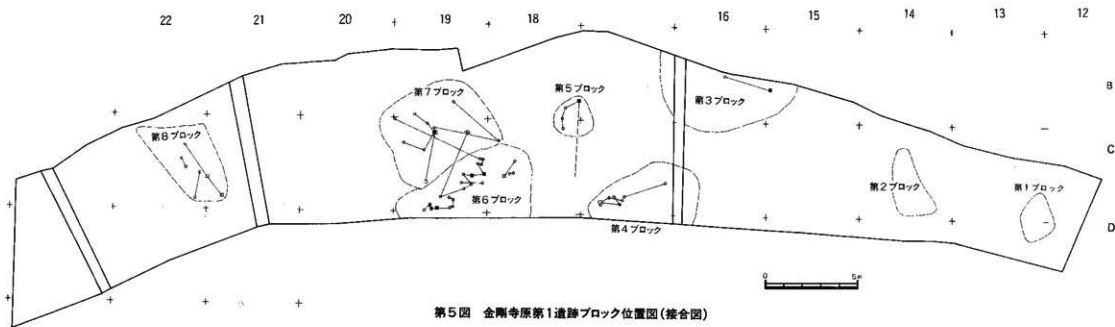 22 21 20 19 18 16 15 14 13 12
B
C
D
第7ブロック
第5ブロック
第3ブロック
第8ブロック
第2ブロック
第1ブロック
第6ブロック
第4ブロック
0 5m
第5図 金剛寺原第1遺跡ブロック位置図(接合図)